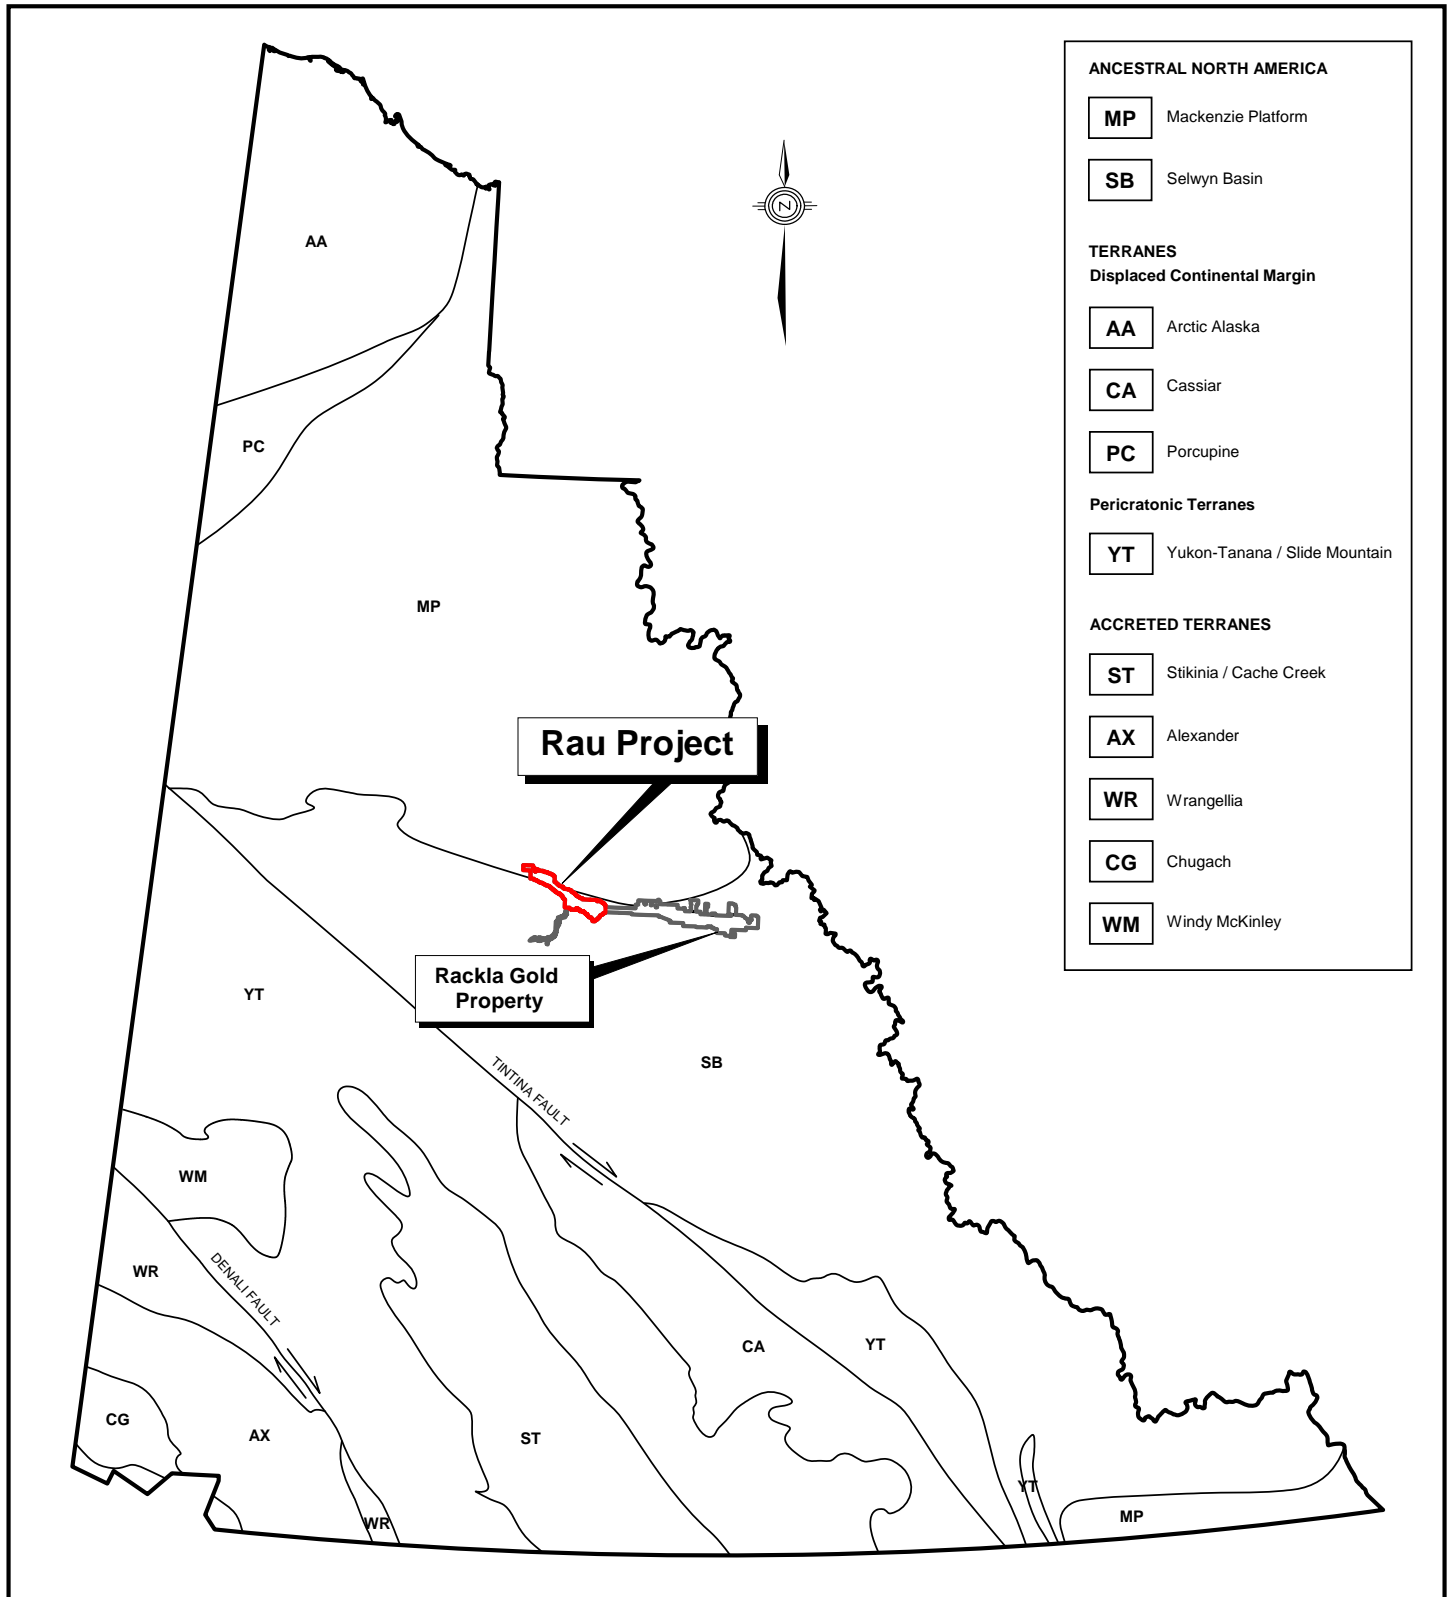 ANCESTRAL NORTH AMERICA
MP Mackenzie Platform
SB Selwyn Basin
TERRANES
Displaced Continental Margin
AA Arctic Alaska
CA Cassiar
PC Porcupine
Pericratonic Terranes
YT Yukon-Tanana / Slide Mountain
ACCRETED TERRANES
ST Stikinia / Cache Creek
AX Alexander
WR Wrangellia
CG Chugach
WM Windy McKinley
N
AA
PC
MP
Rau Project
Rackla Gold
Property
YT
SB
TINTINA FAULT
WM
WR
DENALI FAULT
CA
YT
CG
AX
ST
YT
WR
MP